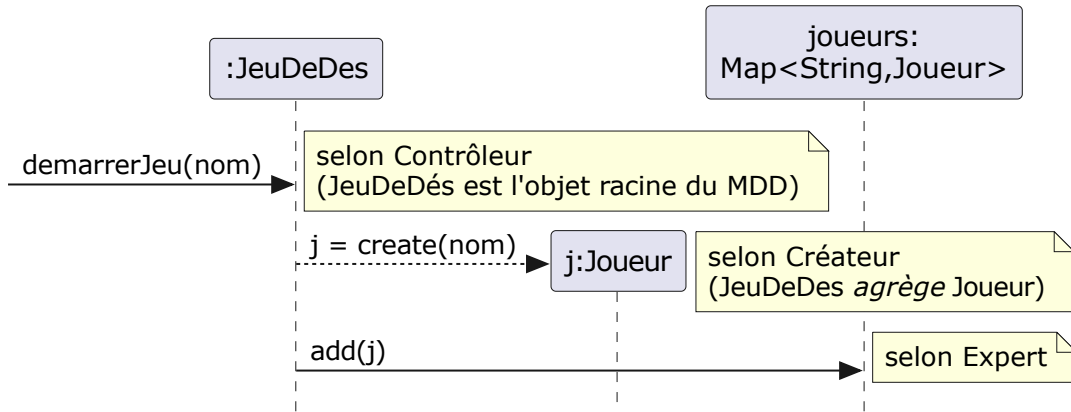 :JeuDeDes
joueurs:
Map<String,Joueur>
demarrerJeu(nom)
selon Contrôleur
(JeuDeDés est l'objet racine du MDD)
j = create(nom)
j:Joueur
selon Créateur
(JeuDeDes agrège Joueur)
add(j)
selon Expert